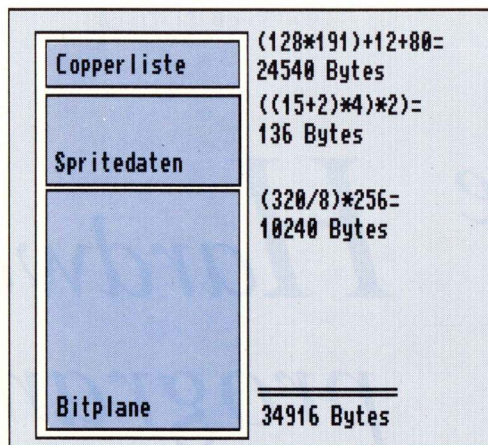 Copperliste
(128*191)+12+80=
24540 Bytes
Spritedaten
((15+2)*4)*2)=
136 Bytes
(320/8)*256=
10240 Bytes
Bitplane
34916 Bytes